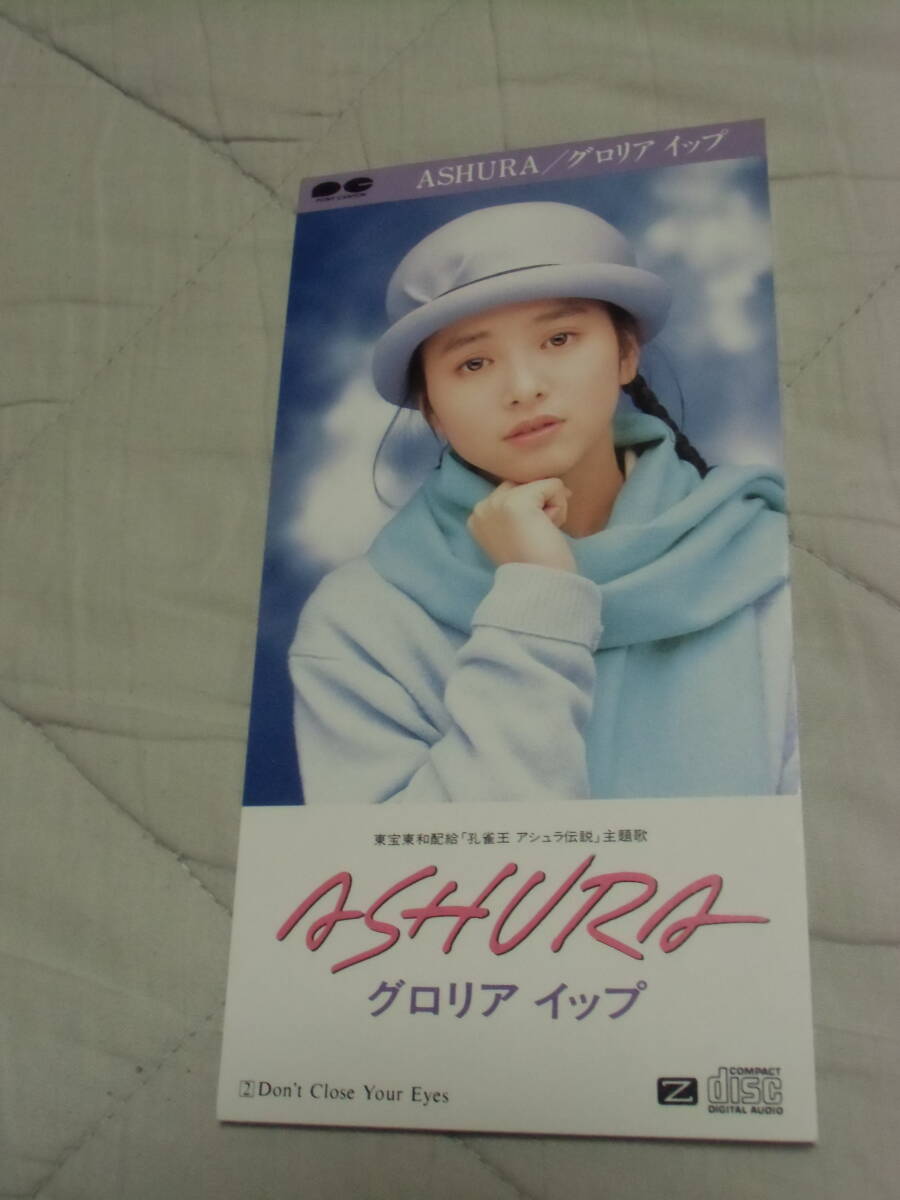 PONY CANYON
ASHURA／グロリア イップ
東宝東和配給「孔雀王 アシュラ伝説」主題歌
ASHURA
グロリア イップ
2 Don't Close Your Eyes
Z
COMPACT
disc
DIGITAL AUDIO